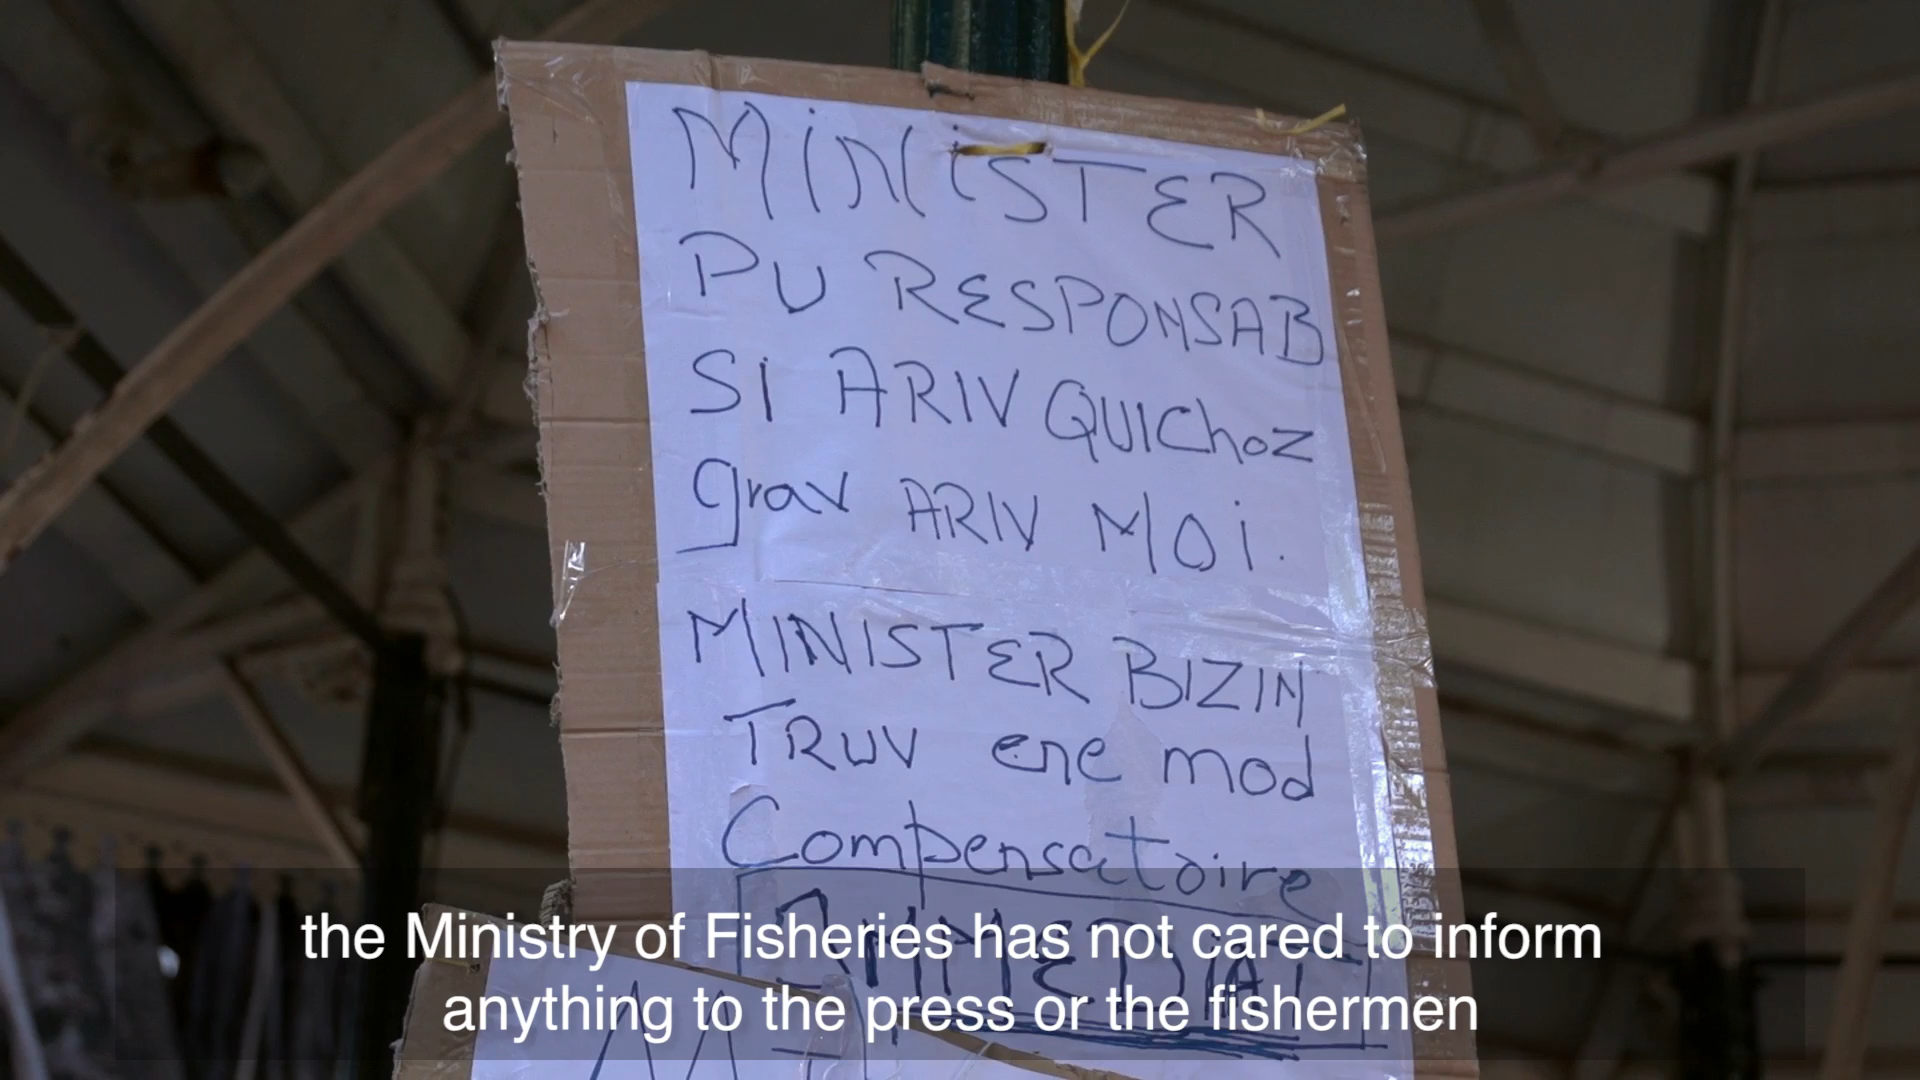 MiNiSTER
PU RESPONSAB
SI ARIV QUIChoz
grav ARIV MOi.
MINISTER BIZIN
TRUV ene mod
Compensatoire
IMMEDIAT
the Ministry of Fisheries has not cared to inform
anything to the press or the fishermen